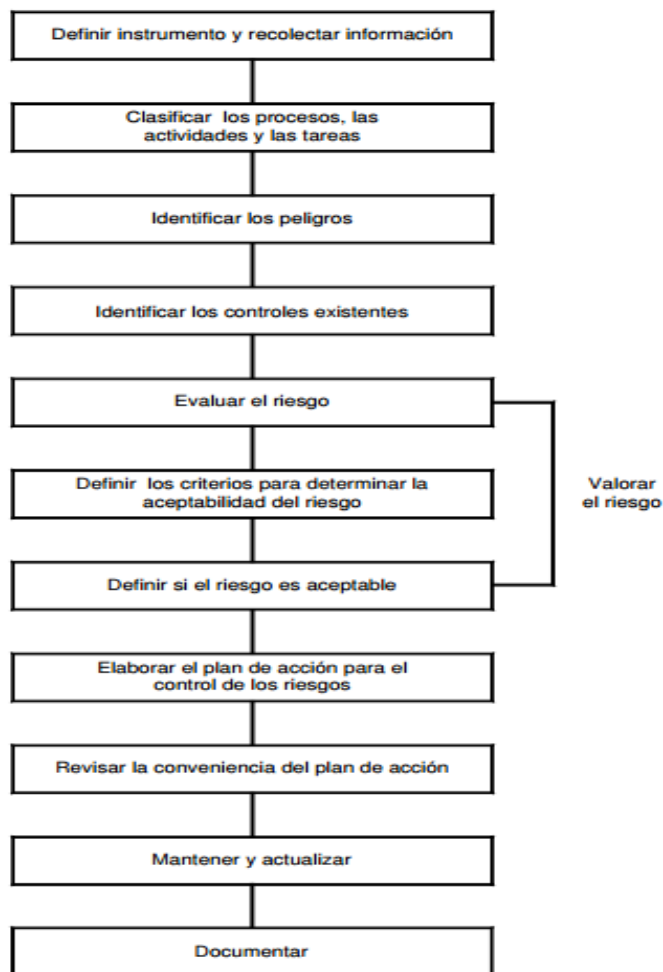 Definir instrumento y recolectar información
Clasificar los procesos, las
actividades y las tareas
Identificar los peligros
Identificar los controles existentes
Evaluar el riesgo
Definir los criterios para determinar la
aceptabilidad del riesgo
Valorar
el riesgo
Definir si el riesgo es aceptable
Elaborar el plan de acción para el
control de los riesgos
Revisar la conveniencia del plan de acción
Mantener y actualizar
Documentar